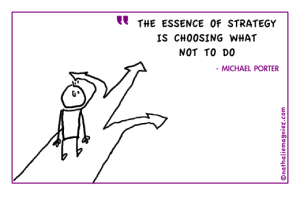 " THE ESSENCE OF STRATEGY
IS CHOOSING WHAT
NOT TO DO
- MICHAEL PORTER
©nathaliemagniez.com